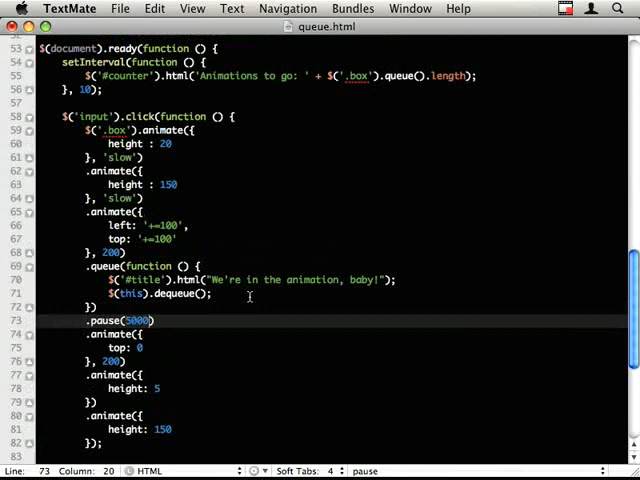 TextMate File Edit View Text Navigation Bundles Window Help
queue.html
53 $(document).ready(function () {
54 setInterval(function () {
55 $('#counter').html('Animations to go: ' + $('.box').queue().length);
56 }, 10);
57
58 $('input').click(function () {
59 $('.box').animate({
60 height : 20
61 }, 'slow')
62 .animate({
63 height : 150
64 }, 'slow')
65 .animate({
66 left: '+=100',
67 top: '+=100'
68 }, 200)
69 .queue(function () {
70 $('#title').html("We're in the animation, baby!");
71 $(this).dequeue();
72 })
73 .pause(5000)
74 .animate({
75 top: 0
76 }, 200)
77 .animate({
78 height: 5
79 })
80 .animate({
81 height: 150
82 });
83
Line: 73 Column: 20 HTML Soft Tabs: 4 pause